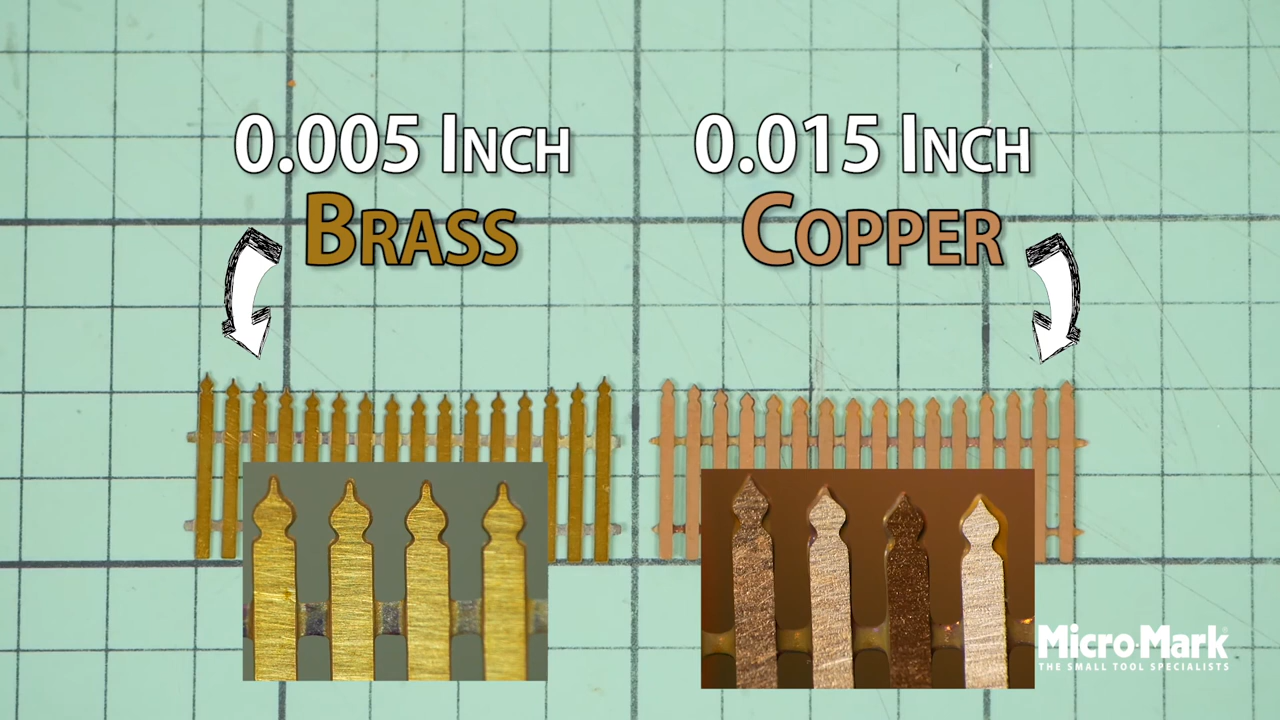 0.005 Inch
Brass
0.015 Inch
Copper
Micro-Mark
THE SMALL TOOL SPECIALISTS